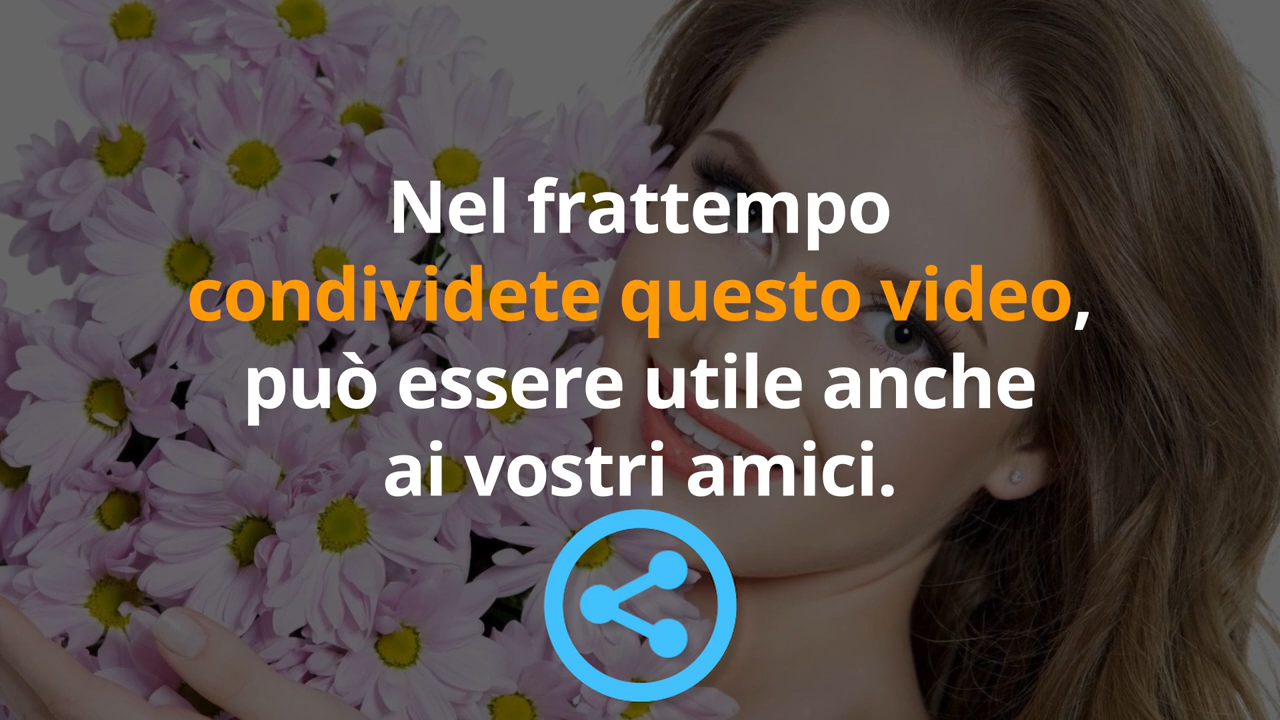 Nel frattempo
condividete questo video,
può essere utile anche
ai vostri amici.